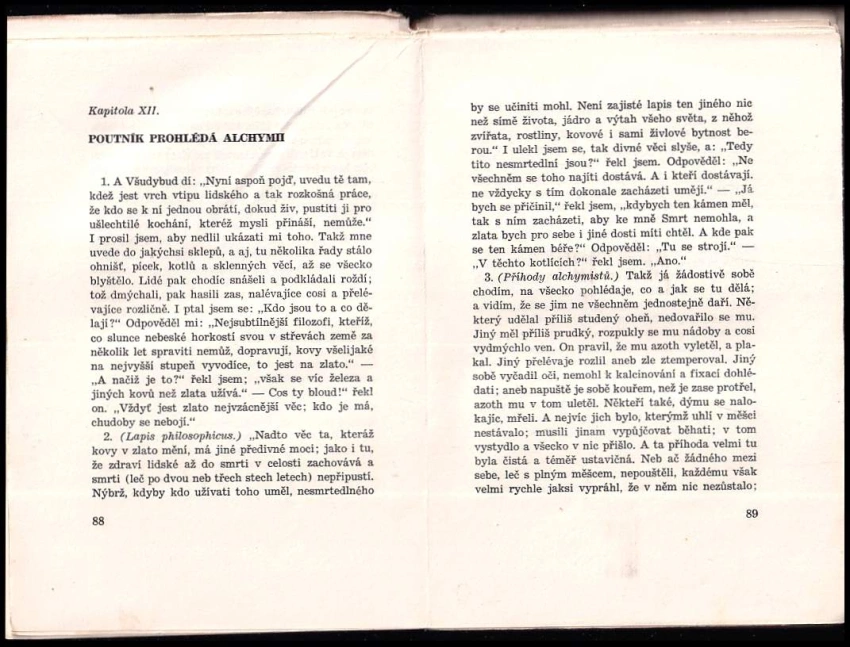 Kapitola XII.
POUTNÍK PROHLÉDÁ ALCHYMII
1. A Všudybud di: „Nyní aspoň pojď, uvedu tě tam,
kdež jest vrch vtipu lidského a tak rozkošná práce,
že kdo se k ní jednou obrátí, dokud živ, pustiti ji pro
ušlechtilé kochání, kteréž mysli přináší, nemůže.“
I prosil jsem, aby nedlil ukázati mi toho. Takž mne
uvede do jakýchsi sklepů, a aj, tu několika řady stálo
ohnišť, pícek, kotlů a sklenných věcí, až se všecko
blyštělo. Lidé pak chodíc snášeli a podkládali roždí;
tož dmýchali, pak hasili zas, nalévajíce cosi a přelé-
vajíce rozličně. I ptal jsem se: „Kdo jsou to a co dě-
lají?“ Odpověděl mi: „Nejsubtilnější filozofi, kteříž,
co slunce nebeské horkostí svou v střevách země za
několik let spraviti nemůž, dopravují, kovy všelijaké
na nejvyšší stupeň vyvodíce, to jest na zlato.“ —
„A načiž je to?“ řekl jsem; „však se víc železa a
jiných kovů než zlata užívá.“ — Cos ty bloud!“ řekl
on. „Vždyť jest zlato nejvzácnější věc; kdo je má,
chudoby se nebojí.“
2. (Lapis philosophicus.) „Nadto věc ta, kteráž
kovy v zlato mění, má jiné předivné moci; jako i tu,
že zdraví lidské až do smrti v celosti zachovává a
smrti (leč po dvou neb třech stech letech) nepřipustí.
Nýbrž, kdyby kdo užívati toho uměl, nesmrtedlného
88
by se učiniti mohl. Není zajisté lapis ten jiného nic
než símě života, jádro a výtah všeho světa, z něhož
zvířata, rostliny, kovové i sami živlové bytnost be-
rou.“ I ulekl jsem se, tak divné věci slyše, a: „Tedy
tito nesmrtedlní jsou?“ řekl jsem. Odpověděl: „Ne
všechněm se toho najíti dostává. A i kteří dostávají.
ne vždycky s tím dokonale zacházeti umějí.“ — „Já
bych se přičinil,“ řekl jsem, „kdybych ten kámen měl,
tak s ním zacházeti, aby ke mně Smrt nemohla, a
zlata bych pro sebe i jiné dosti míti chtěl. A kde pak
se ten kámen béře?“ Odpověděl: „Tu se strojí.“ —
„V těchto kotlících?“ řekl jsem. „Ano.“
3. (Příhody alchymistů.) Takž já žádostivě sobě
chodím, na všecko pohledaje, co a jak se tu dělá;
a vidím, že se jim ne všechněm jednostejně daří. Ně-
který udělal příliš studený oheň, nedovařilo se mu.
Jiný měl příliš prudký, rozpukly se mu nádoby a cosi
vydmýchlo ven. On pravil, že mu azoth vyletěl, a pla-
kal. Jiný přelévaje rozlil aneb zle ztemperoval. Jiný
sobě vyčadil oči, nemohl k kalcinování a fixací dohlé-
dati; aneb napuště je sobě kouřem, než je zase protřel,
azoth mu v tom uletěl. Někteří také, dýmu se nalo-
kajíc, mřeli. A nejvíc jich bylo, kterýmž uhlí v měšci
nestávalo; musili jinam vypůjčovat běhati; v tom
vystydlo a všecko v nic přišlo. A ta příhoda velmi tu
byla čistá a téměř ustavičná. Neb ač žádného mezi
sebe, leč s plným měšcem, nepouštěli, každému však
velmi rychle jaksi vypráhl, že v něm nic nezůstalo;
89